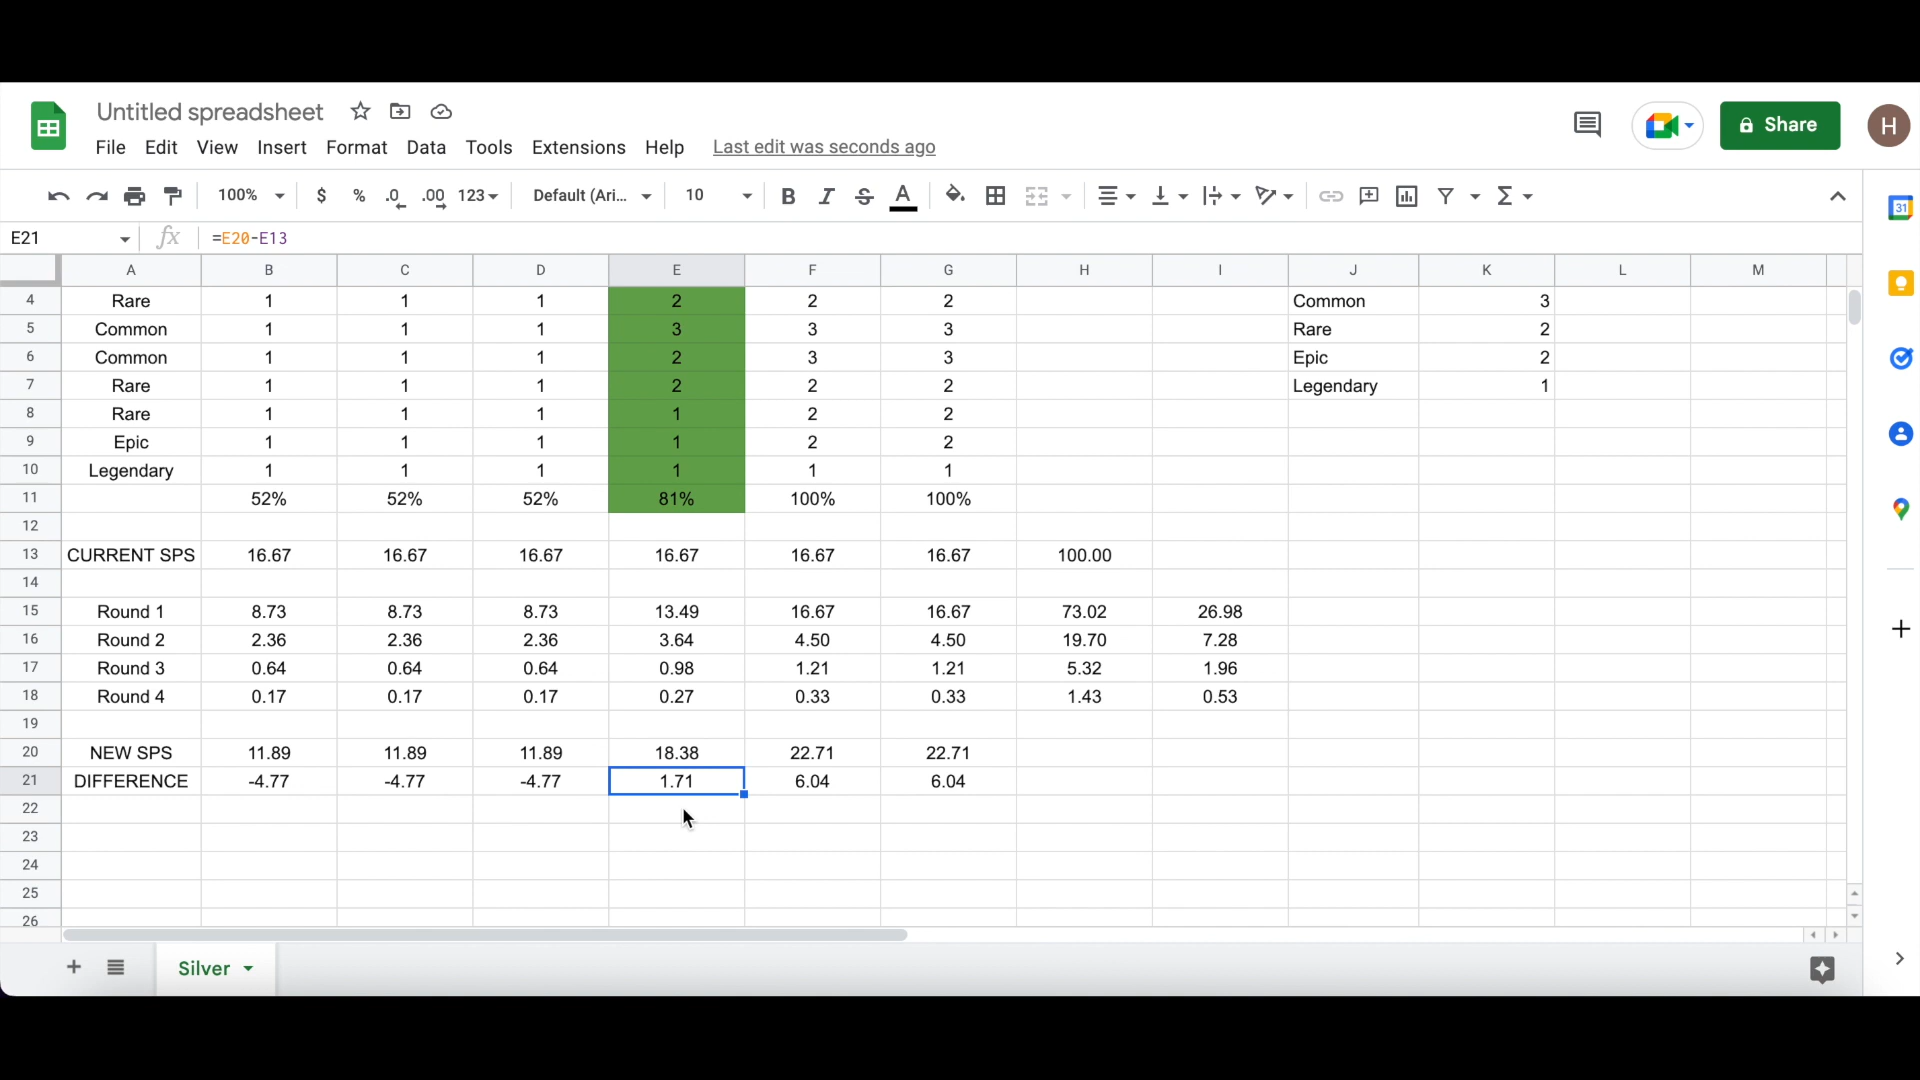 Untitled spreadsheet
File Edit View Insert Format Data Tools Extensions Help Last edit was seconds ago
Share H
100% $ % .0 .00 123 Default (Ari... 10 B I S A
31
E21 fx =E20-E13
A B C D E F G H I J K L M
4 Rare 1 1 1 2 2 2 Common 3
5 Common 1 1 1 3 3 3 Rare 2
6 Common 1 1 1 2 3 3 Epic 2
7 Rare 1 1 1 2 2 2 Legendary 1
8 Rare 1 1 1 1 2 2
9 Epic 1 1 1 1 2 2
10 Legendary 1 1 1 1 1 1
11 52% 52% 52% 81% 100% 100%
12
13 CURRENT SPS 16.67 16.67 16.67 16.67 16.67 16.67 100.00
14
15 Round 1 8.73 8.73 8.73 13.49 16.67 16.67 73.02 26.98
16 Round 2 2.36 2.36 2.36 3.64 4.50 4.50 19.70 7.28
17 Round 3 0.64 0.64 0.64 0.98 1.21 1.21 5.32 1.96
18 Round 4 0.17 0.17 0.17 0.27 0.33 0.33 1.43 0.53
19
20 NEW SPS 11.89 11.89 11.89 18.38 22.71 22.71
21 DIFFERENCE -4.77 -4.77 -4.77 1.71 6.04 6.04
22
23
24
25
26
Silver